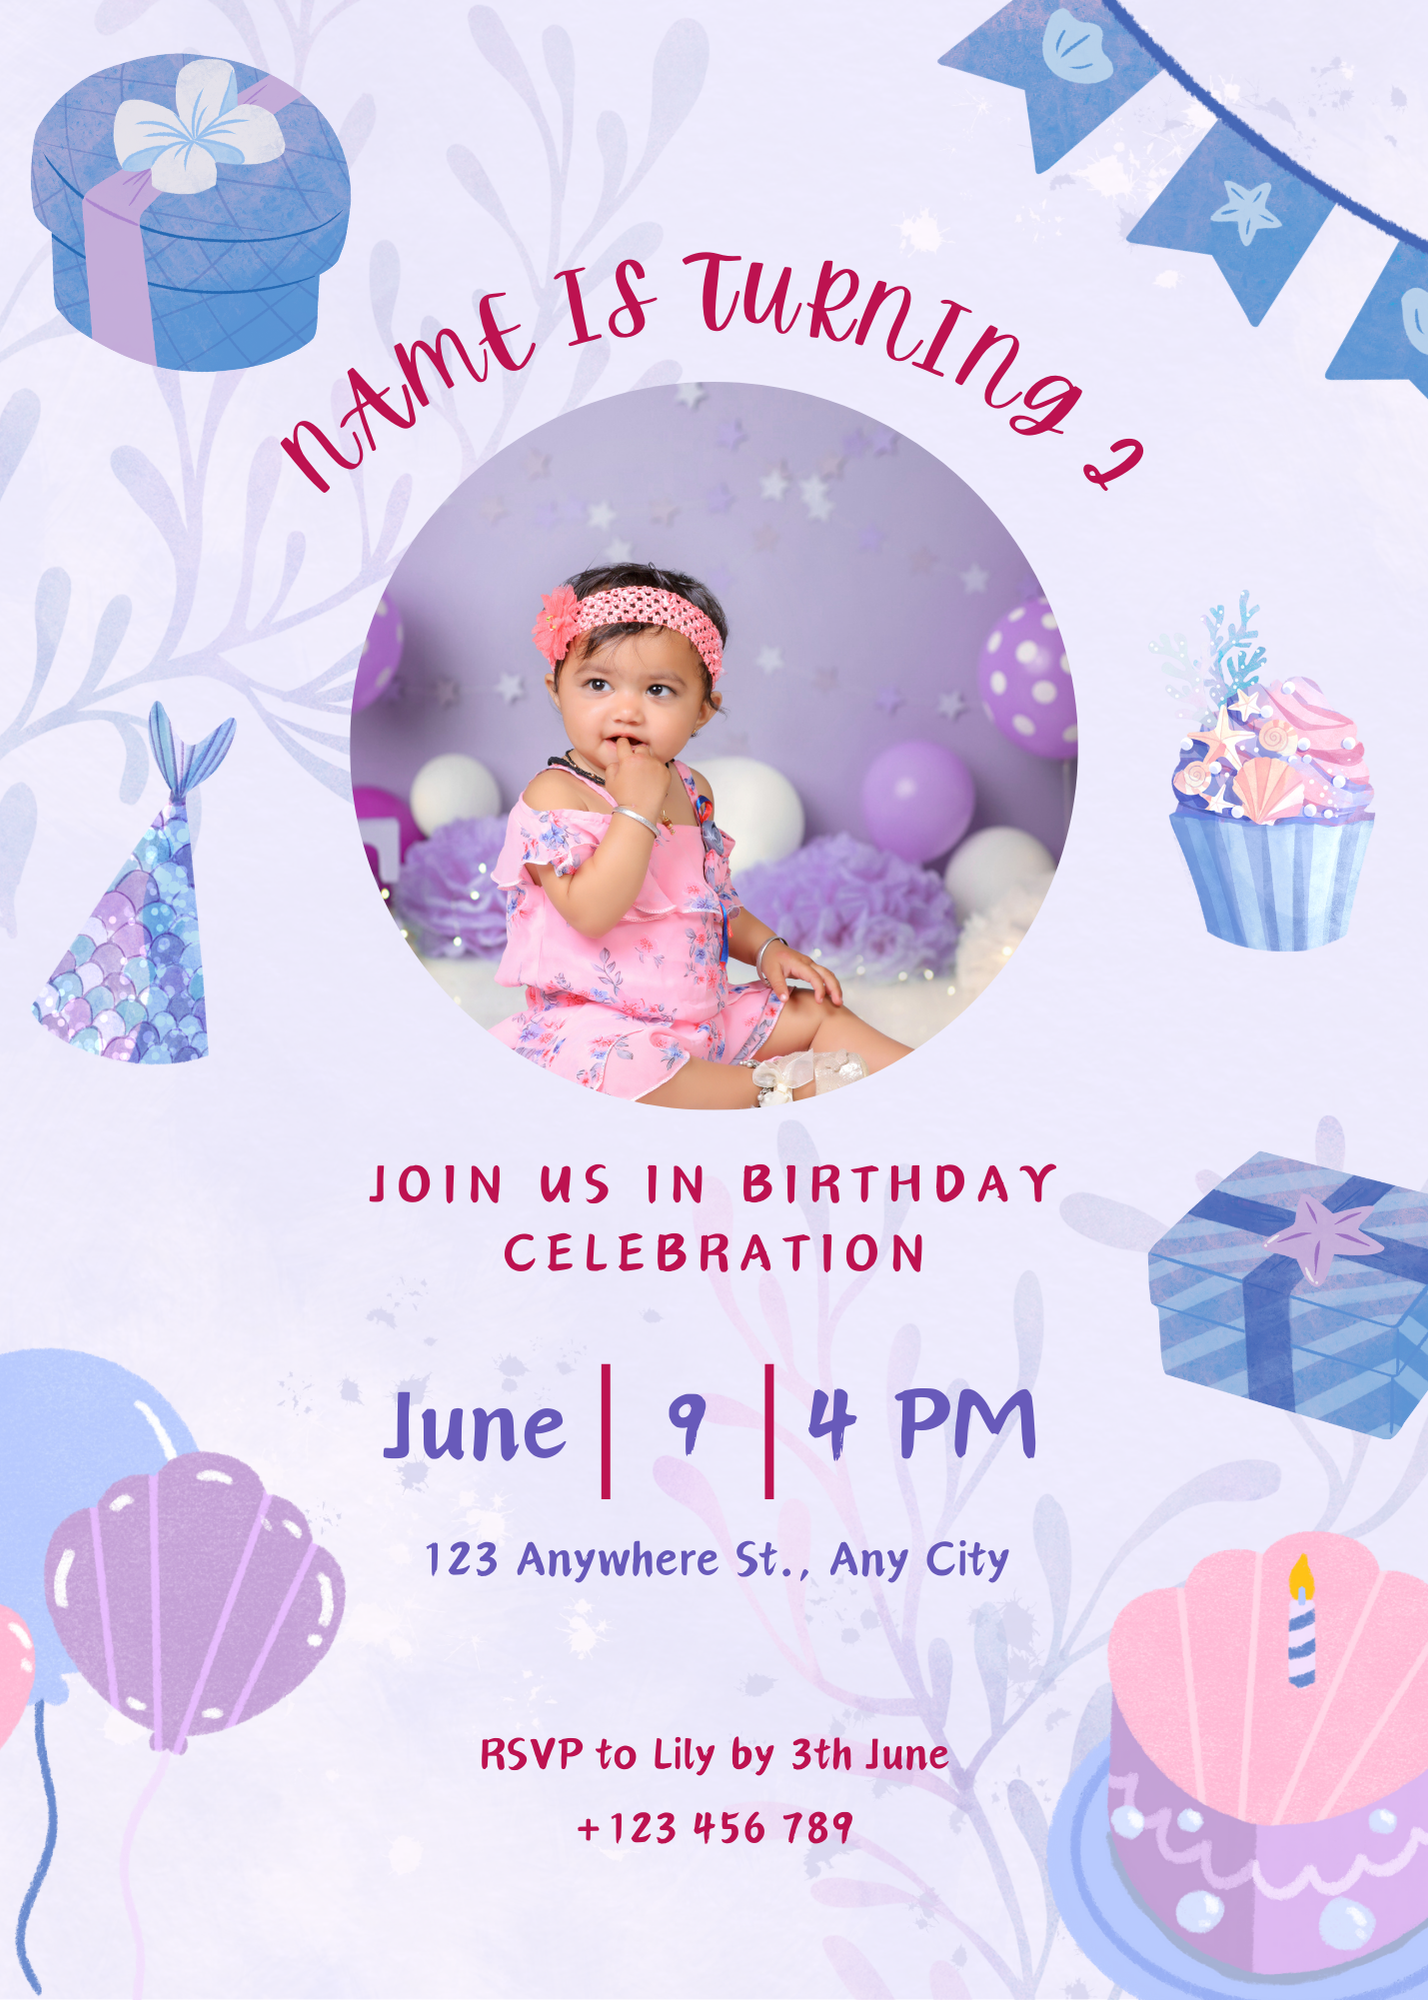 NAME IS TURNING 2
JOIN US IN BIRTHDAY
CELEBRATION
June | 9 | 4 PM
123 Anywhere St., Any City
RSVP to Lily by 3th June
+123 456 789